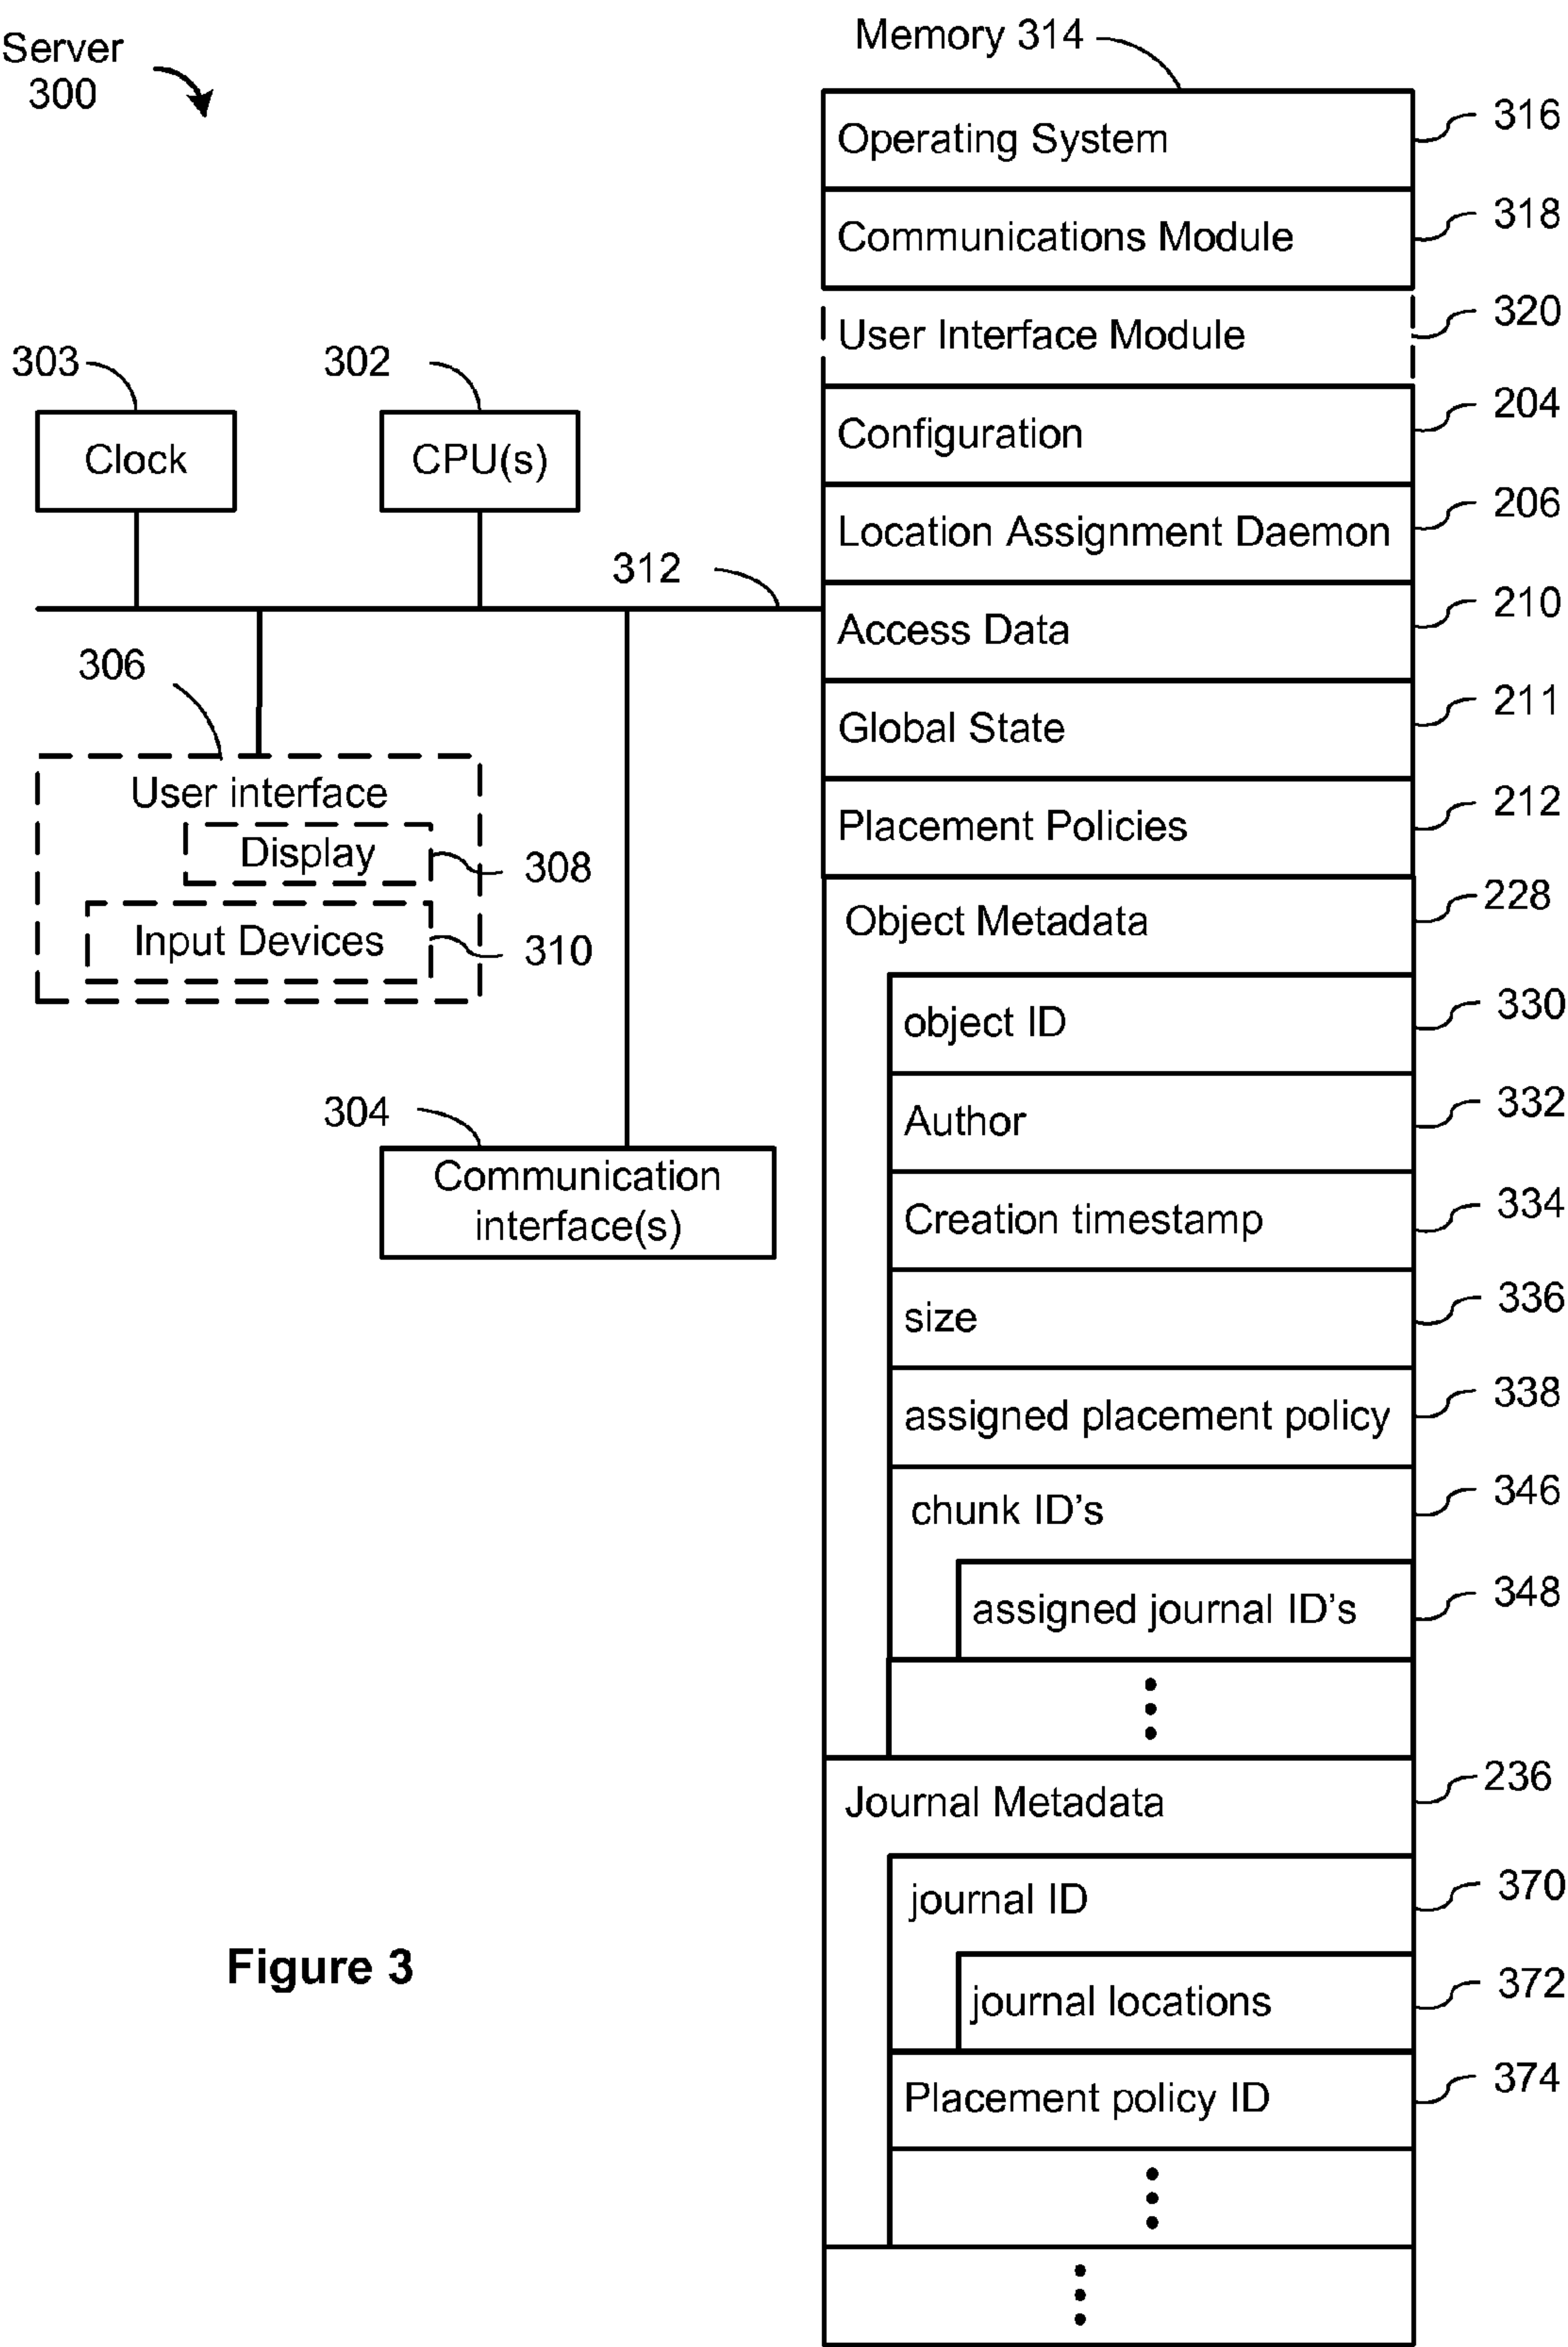 Server
300
Memory 314
Operating System
316
Communications Module
318
User Interface Module
320
303
302
Clock
CPU(s)
Configuration
204
Location Assignment Daemon
206
312
Access Data
210
306
Global State
211
User interface
Display
308
Input Devices
310
Placement Policies
212
Object Metadata
228
object ID
330
304
Communication
interface(s)
Author
332
Creation timestamp
334
size
336
assigned placement policy
338
chunk ID’s
346
assigned journal ID’s
348
Journal Metadata
236
journal ID
370
Figure 3
journal locations
372
Placement policy ID
374